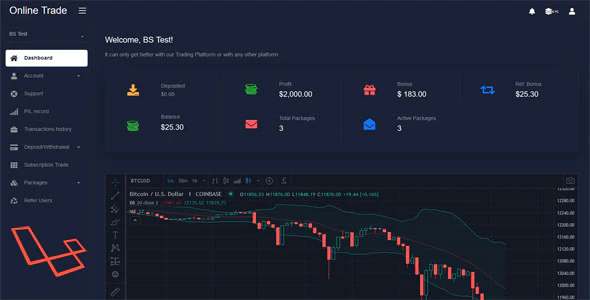 Online Trade
BS Test
Dashboard
Account
Support
P/L record
Transactions history
Deposit/Withdrawal
Subscription Trade
Packages
Refer Users
Welcome, BS Test!
It can only get better with our Trading Platform or with any other platform
Deposited
$0.00
Profit
$2,000.00
Bonus
$ 183.00
Ref. Bonus
$25.30
Balance
$25.30
Total Packages
3
Active Packages
3
BTCUSD
Bitcoin / U.S. Dollar · 1 · COINBASE
BB 20 close 2
12280.00
12240.00
12200.00
12160.00
12120.00
12080.00
12040.00
12000.00
11960.00